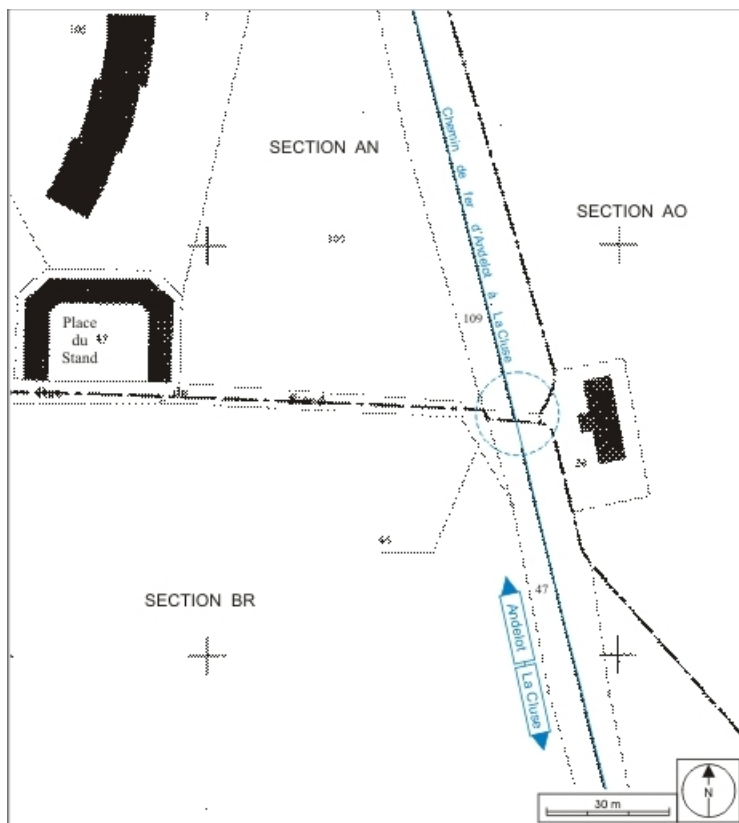 SECTION AN
Chemin de fer d'Andelot à La Cluse
SECTION AO
109
Place
du
Stand
SECTION BR
47
Andelot
La Cluse
30 m
N